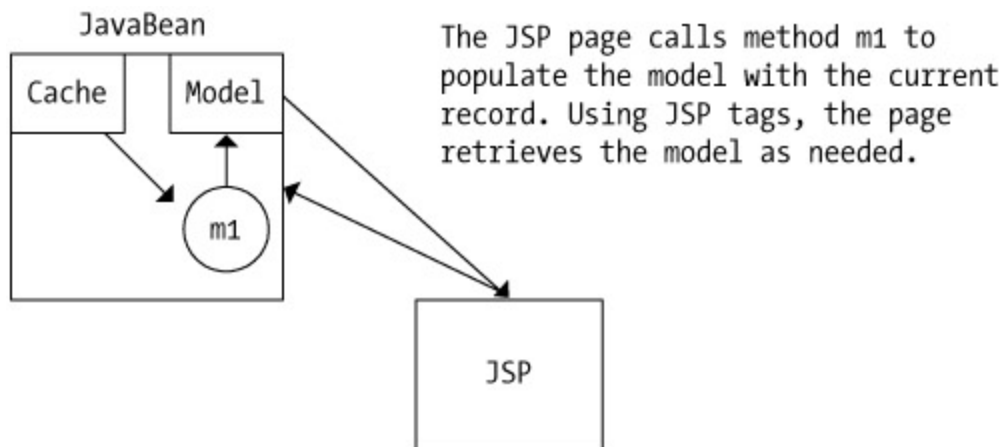 JavaBean
Cache
Model
m1
The JSP page calls method m1 to
populate the model with the current
record. Using JSP tags, the page
retrieves the model as needed.
JSP